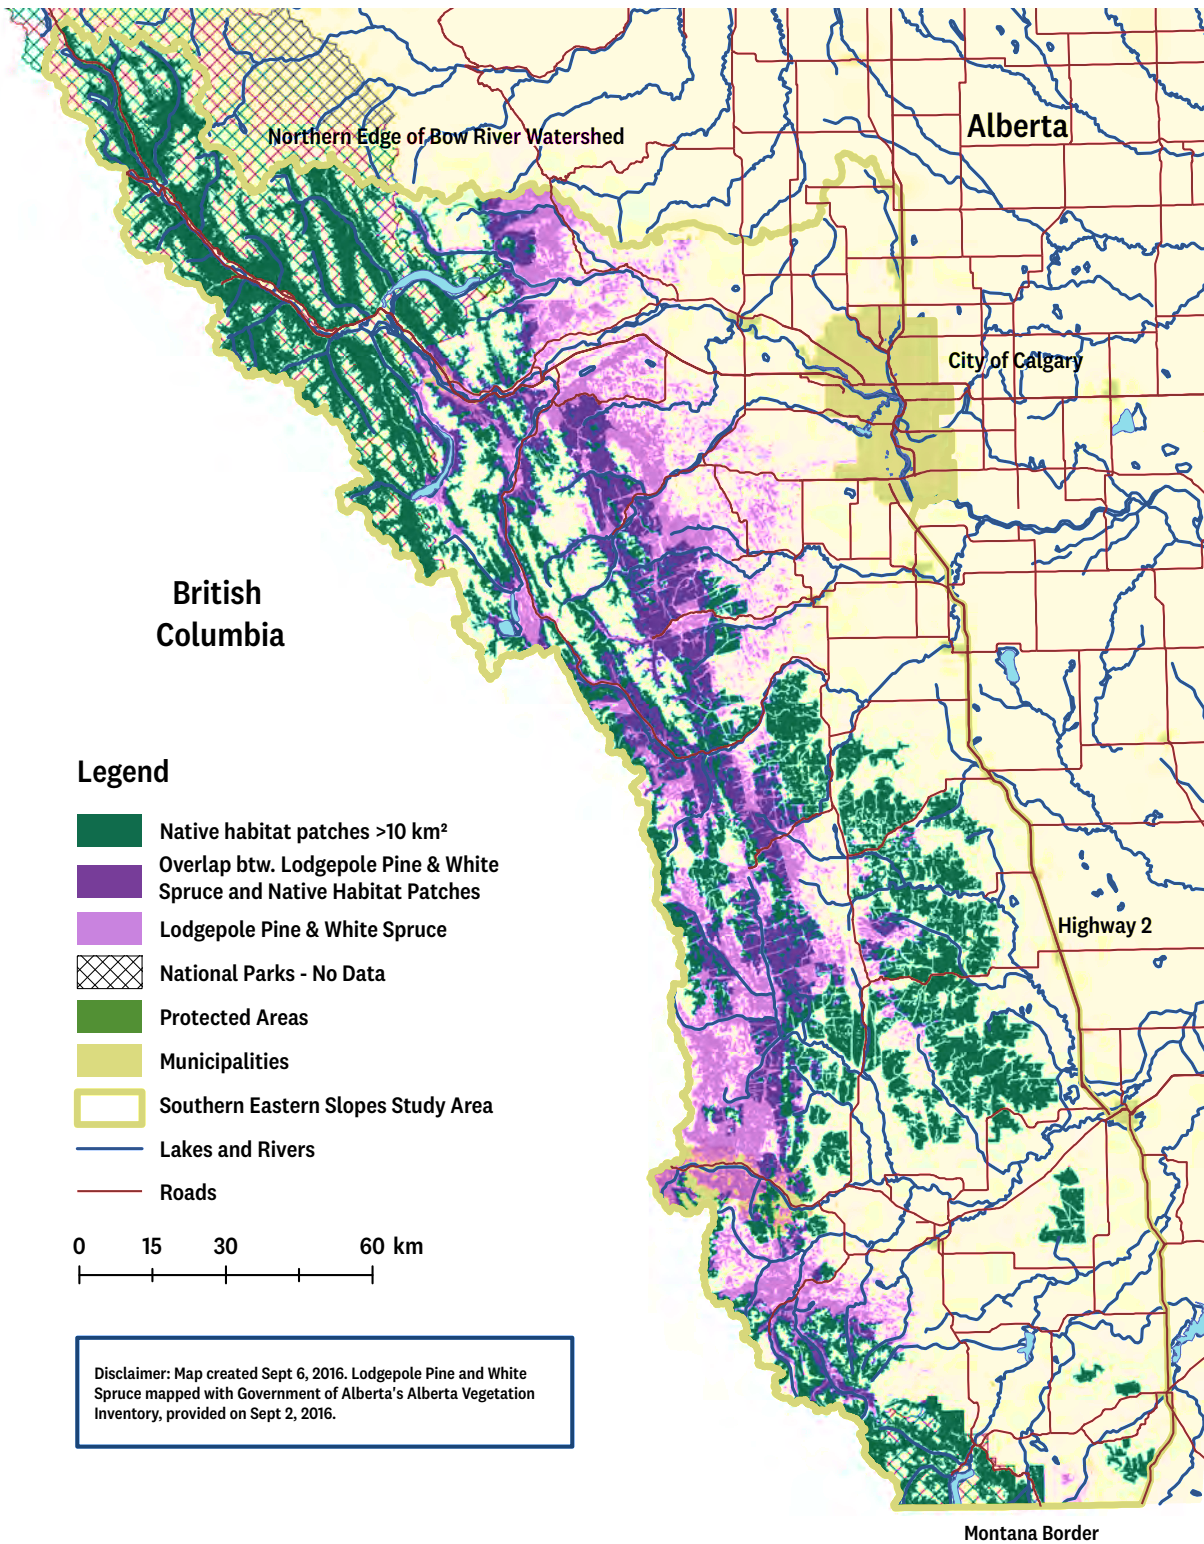 Northern Edge of Bow River Watershed
Alberta
City of Calgary
British
Columbia
Highway 2
Legend
Native habitat patches >10 km²
Overlap btw. Lodgepole Pine & White
Spruce and Native Habitat Patches
Lodgepole Pine & White Spruce
National Parks - No Data
Protected Areas
Municipalities
Southern Eastern Slopes Study Area
Lakes and Rivers
Roads
0 15 30 60 km
Disclaimer: Map created Sept 6, 2016. Lodgepole Pine and White
Spruce mapped with Government of Alberta's Alberta Vegetation
Inventory, provided on Sept 2, 2016.
Montana Border